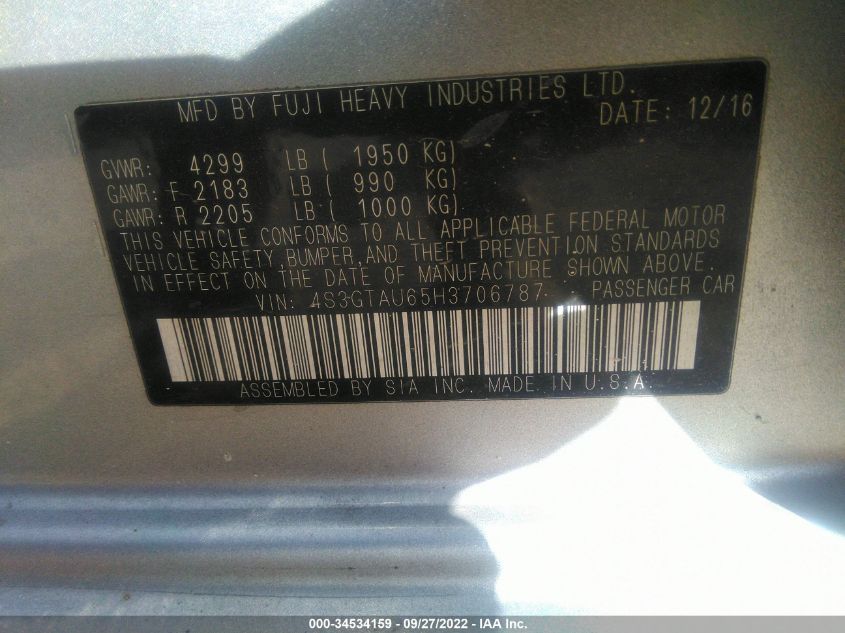 MFD BY FUJI HEAVY INDUSTRIES LTD.
DATE: 12/16
GVWR: 4299 LB ( 1950 KG)
GAWR: F 2183 LB ( 990 KG)
GAWR: R 2205 LB ( 1000 KG)
THIS VEHICLE CONFORMS TO ALL APPLICABLE FEDERAL MOTOR
VEHICLE SAFETY, BUMPER, AND THEFT PREVENTION STANDARDS
IN EFFECT ON THE DATE OF MANUFACTURE SHOWN ABOVE.
VIN: 4S3GTAU65H3706787 PASSENGER CAR
ASSEMBLED BY SIA INC. MADE IN U.S.A.
000-34534159 - 09/27/2022 - IAA Inc.